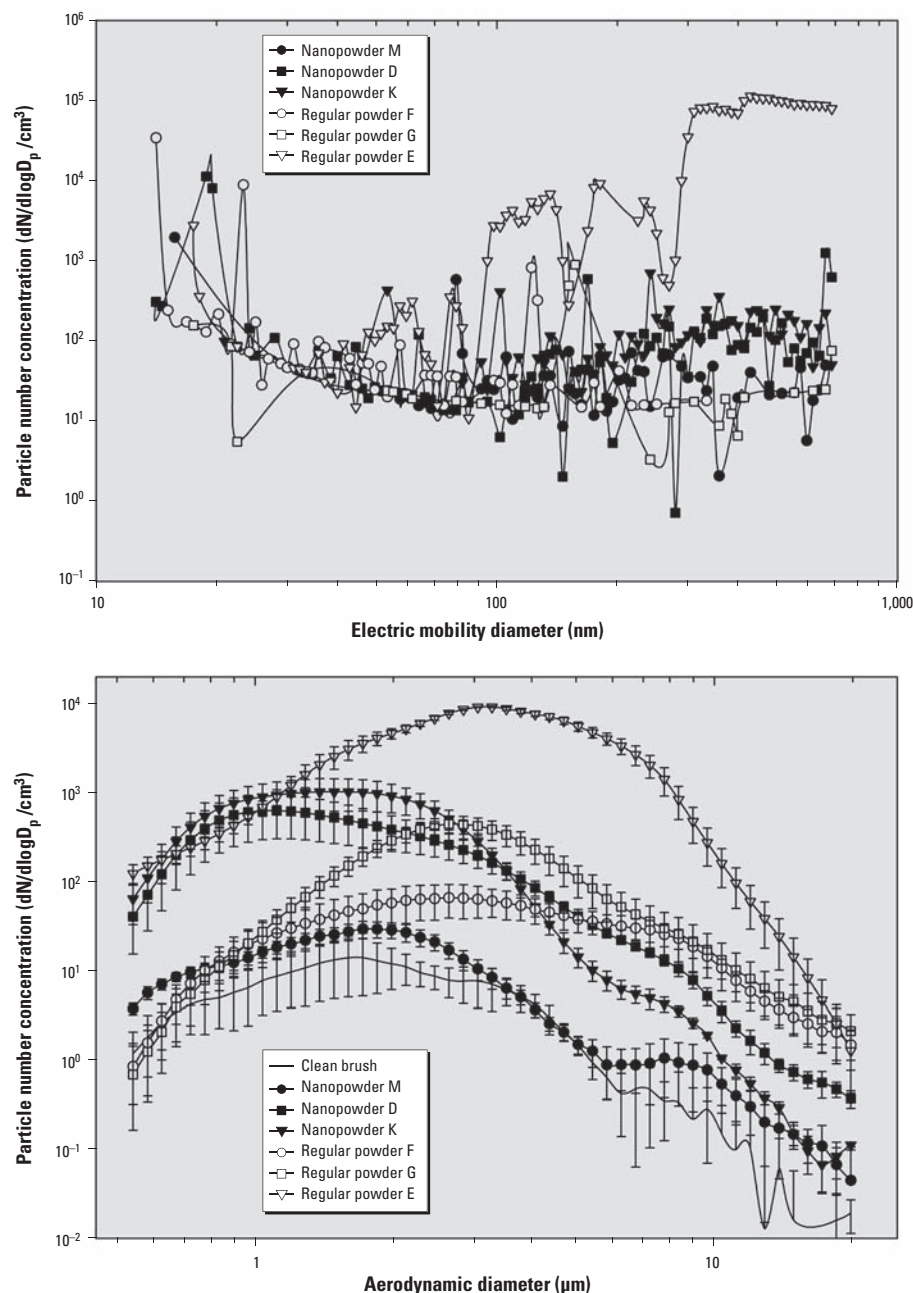 10⁶
10⁵
10⁴
10³
10²
10¹
10⁰
10⁻¹
Particle number concentration (dN/dlogDₚ/cm³)
Nanopowder M
Nanopowder D
Nanopowder K
Regular powder F
Regular powder G
Regular powder E
10 100 1,000
Electric mobility diameter (nm)
10⁴
10³
10²
10¹
10⁰
10⁻¹
10⁻²
Particle number concentration (dN/dlogDₚ/cm³)
Clean brush
Nanopowder M
Nanopowder D
Nanopowder K
Regular powder F
Regular powder G
Regular powder E
1 10
Aerodynamic diameter (µm)